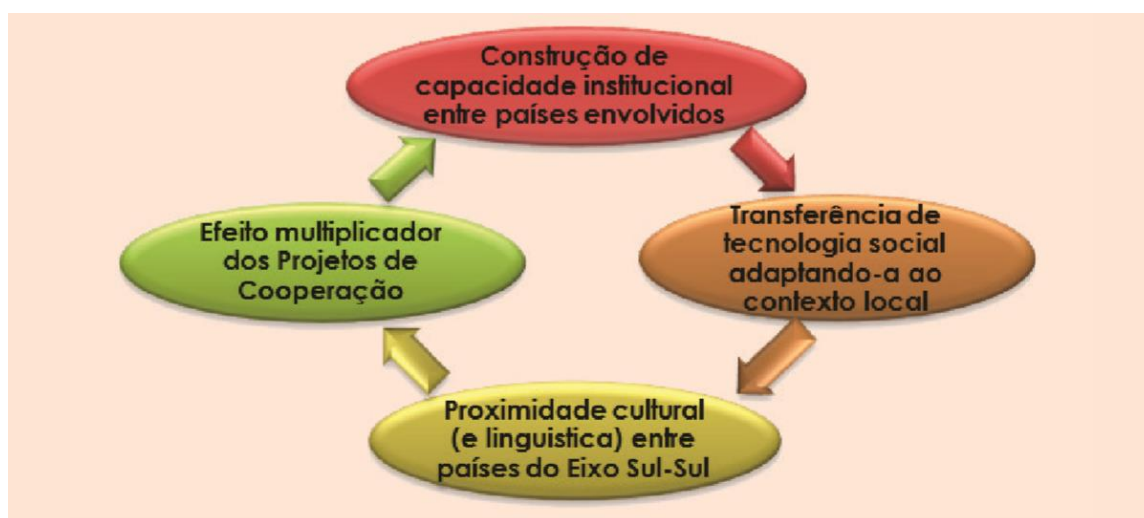 Construção de
capacidade institucional
entre países envolvidos
Transferência de
tecnologia social
adaptando-a ao
contexto local
Proximidade cultural
(e linguistica) entre
países do Eixo Sul-Sul
Efeito multiplicador
dos Projetos de
Cooperação